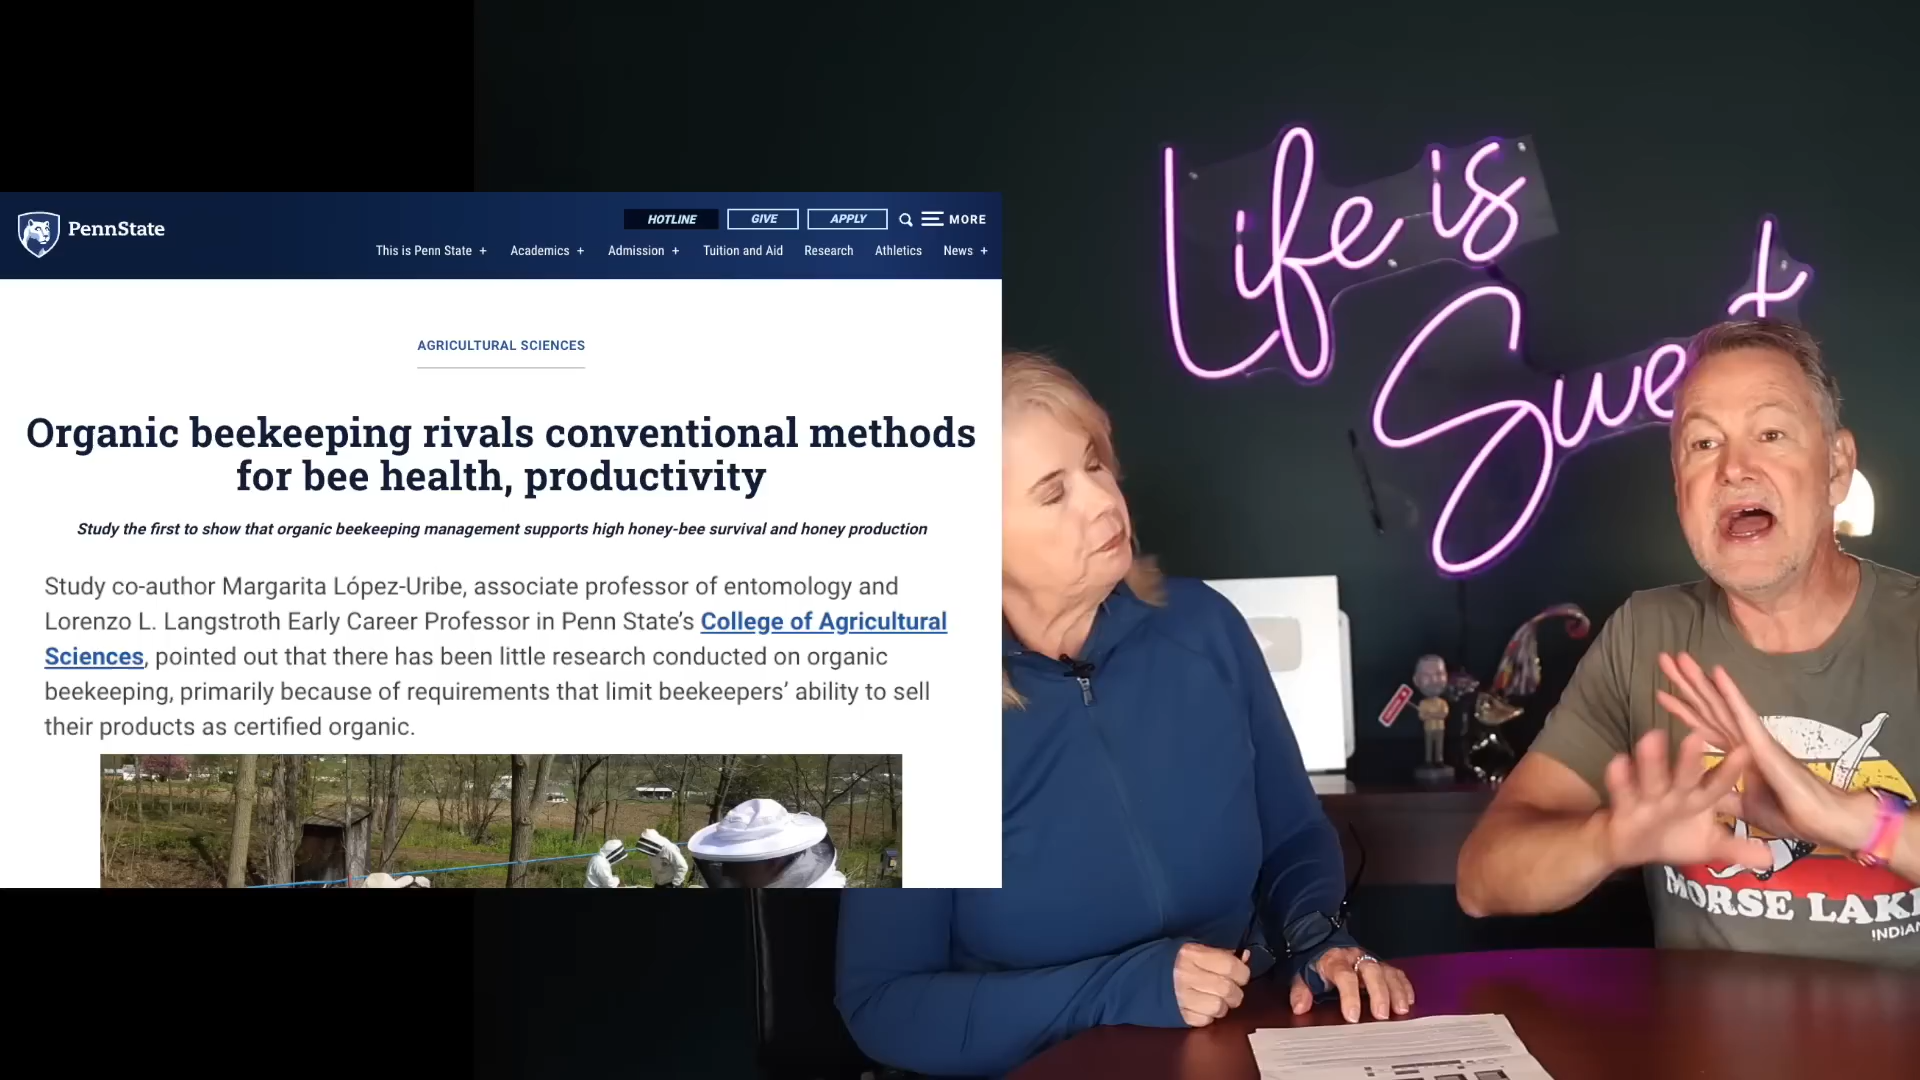 PennState
HOTLINE
GIVE
APPLY
MORE
This is Penn State +
Academics +
Admission +
Tuition and Aid
Research
Athletics
News +
AGRICULTURAL SCIENCES
Organic beekeeping rivals conventional methods
for bee health, productivity
Study the first to show that organic beekeeping management supports high honey-bee survival and honey production
Study co-author Margarita López-Uribe, associate professor of entomology and
Lorenzo L. Langstroth Early Career Professor in Penn State’s College of Agricultural
Sciences, pointed out that there has been little research conducted on organic
beekeeping, primarily because of requirements that limit beekeepers’ ability to sell
their products as certified organic.
Life is
Sweet
MORSE LAKE
INDIAN